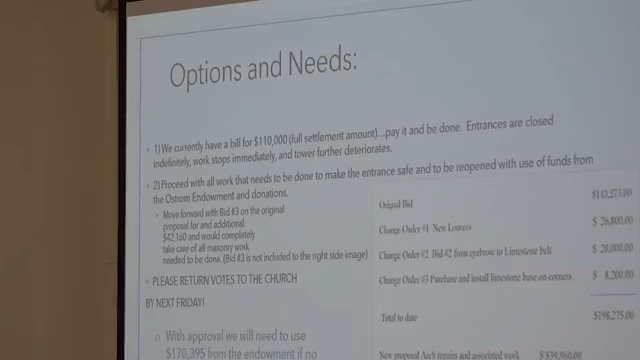 Options and Needs:
• 1) We currently have a bill for $110,000 (full settlement amount)...pay it and be done. Entrances are closed
indefinitely, work stops immediately, and tower further deteriorates.
• 2) Proceed with all work that needs to be done to make the entrance safe and to be reopened with use of funds from
the Ostrom Endowment and donations.
• Move forward with Bid #3 on the original
proposal for and additional
$42,160 and would completely
take care of all masonry work
needed to be done. (Bid #3 is not included to the right side image)
• PLEASE RETURN VOTES TO THE CHURCH
BY NEXT FRIDAY!
o With approval we will need to use
$170,395 from the endowment if no
Original Bid
Change Order #1 New Louvers $ 26,800.00
Change Order #2 Bid #2 from eyebrow to Limestone belt $ 20,000.00
Change Order #3 Purchase and install limestone base on corners $ 8,200.00
Total to date $198,275.00
New proposal Arch repairs and associated work